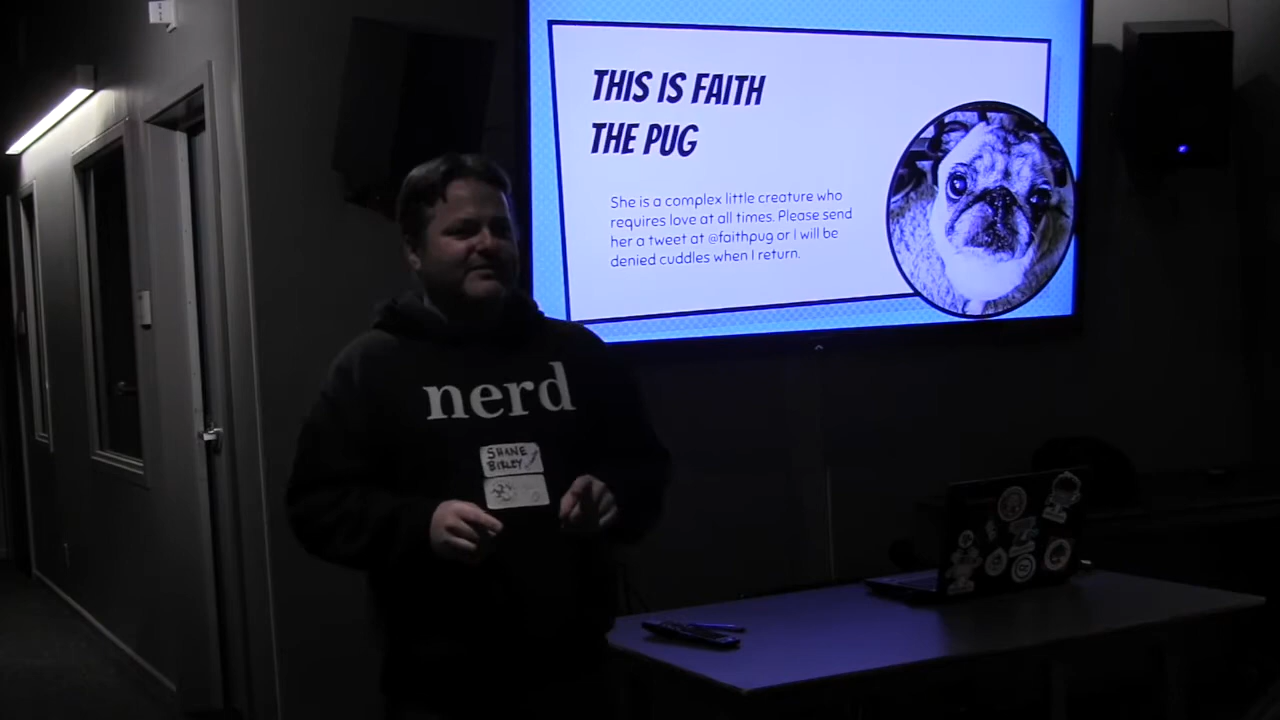 THIS IS FAITH
THE PUG
She is a complex little creature who
requires love at all times. Please send
her a tweet at @faithpug or I will be
denied cuddles when I return.
nerd
SHANE
BIRLEY